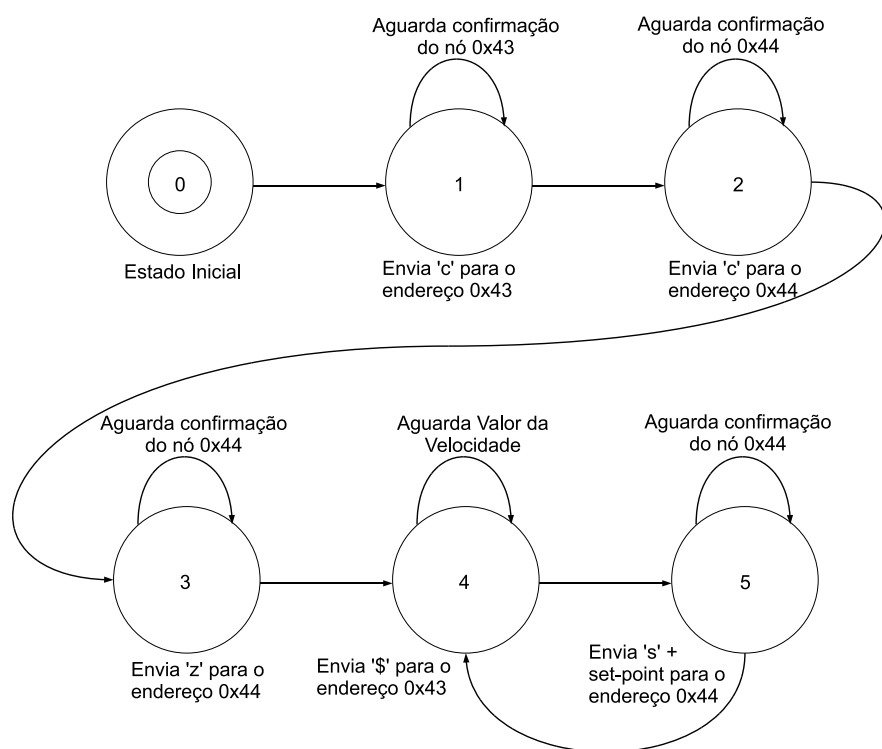 Aguarda confirmação
do nó 0x43
Aguarda confirmação
do nó 0x44
0
1
2
Estado Inicial
Envia 'c' para o
endereço 0x43
Envia 'c' para o
endereço 0x44
Aguarda confirmação
do nó 0x44
Aguarda Valor da
Velocidade
Aguarda confirmação
do nó 0x44
3
4
5
Envia 'z' para o
endereço 0x44
Envia '$' para o
endereço 0x43
Envia 's' +
set-point para o
endereço 0x44